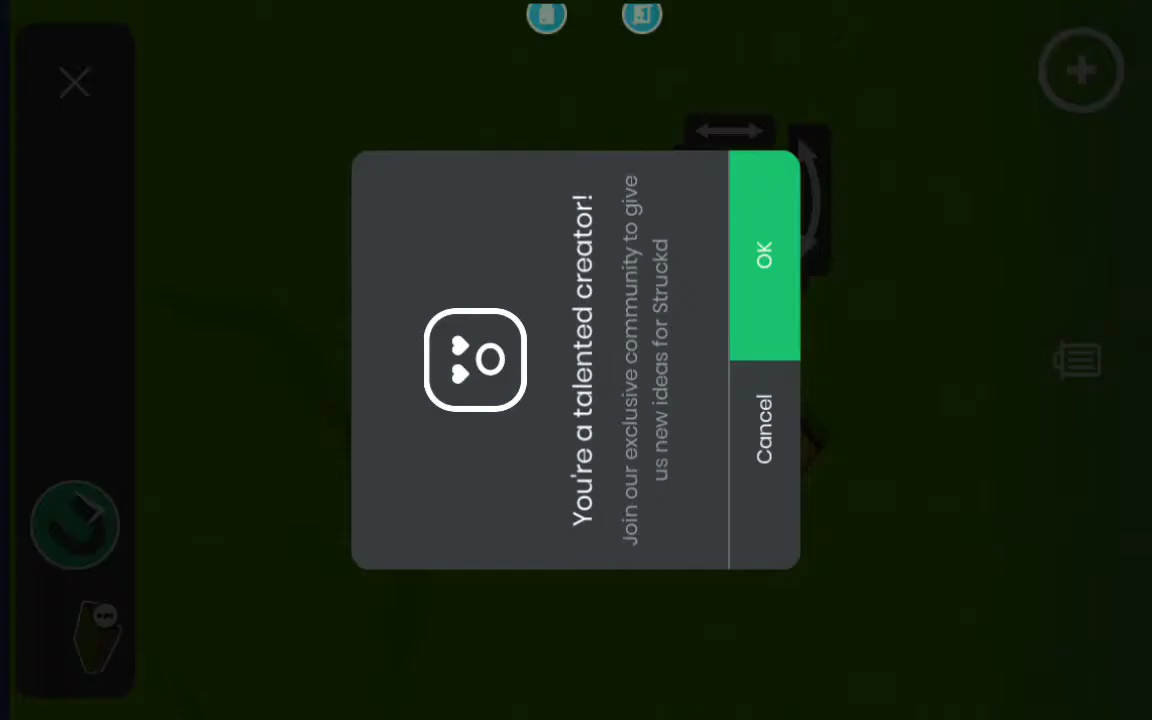 You're a talented creator!
Join our exclusive community to give
us new ideas for Struckd
Cancel
OK